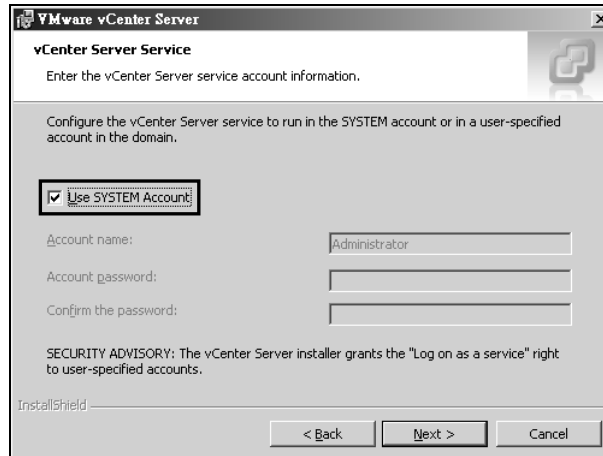 VMware vCenter Server
vCenter Server Service
Enter the vCenter Server service account information.
Configure the vCenter Server service to run in the SYSTEM account or in a user-specified
account in the domain.
Use SYSTEM Account
Account name:
Administrator
Account password:
Confirm the password:
SECURITY ADVISORY: The vCenter Server installer grants the "Log on as a service" right
to user-specified accounts.
InstallShield
< Back
Next >
Cancel